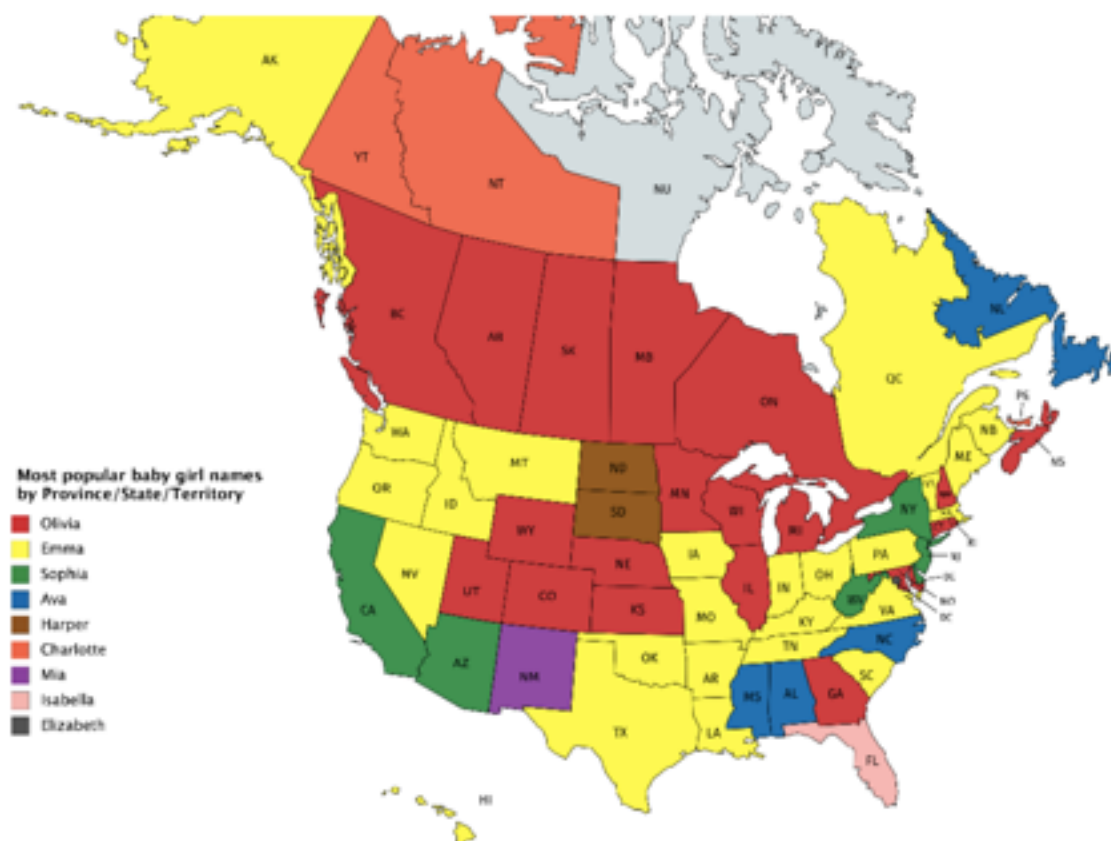 AK
YT
NT
NU
BC
AB
SK
MB
ON
QC
NL
NB
NS
WA
OR
ID
MT
ND
SD
MN
WI
MI
WY
NE
IA
UT
CO
KS
NV
CA
AZ
NM
OK
TX
MO
AR
LA
IL
IN
OH
KY
TN
MS
AL
GA
FL
SC
NC
VA
WV
PA
NY
VT
NH
ME
RI
NJ
MD
DC
HI
Most popular baby girl names
by Province/State/Territory
Olivia
Emma
Sophia
Ava
Harper
Charlotte
Mia
Isabella
Elizabeth